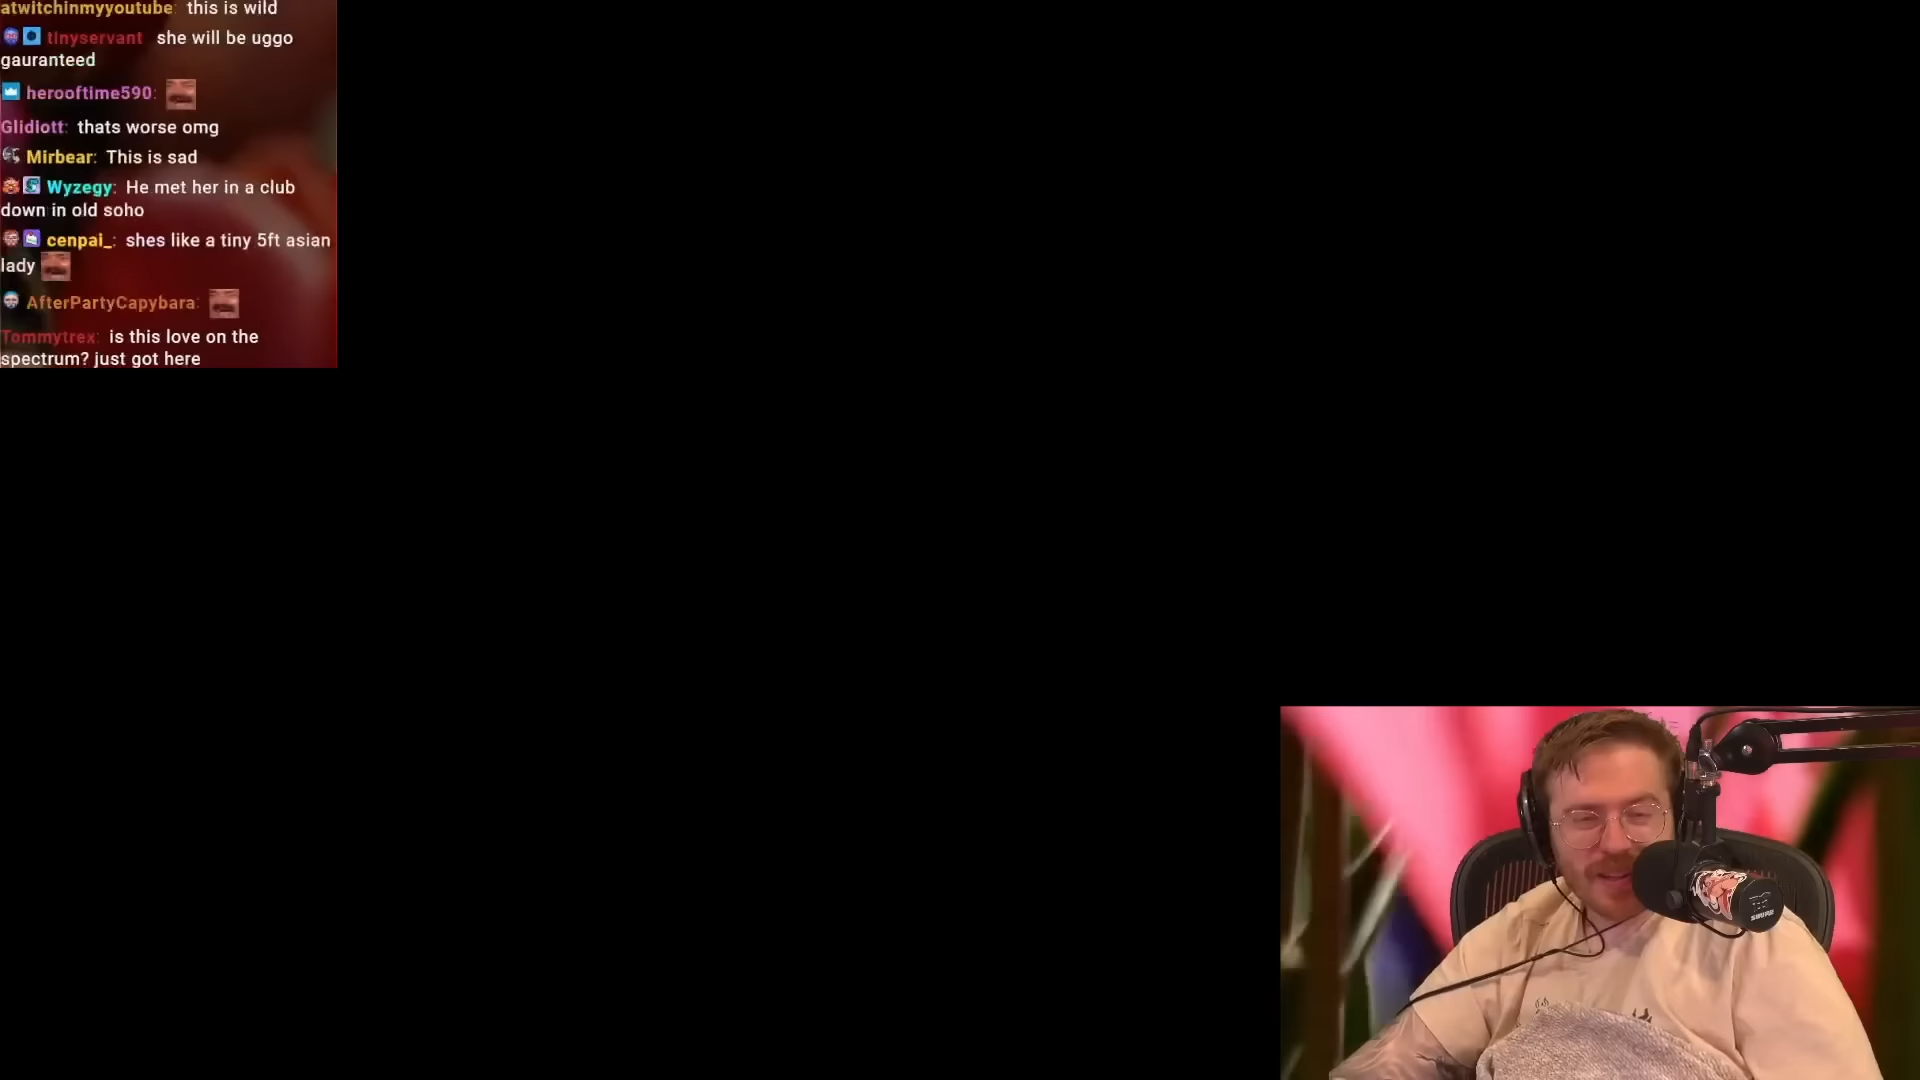 atwitchinmyyoutube: this is wild
tinyservant she will be uggo
gauranteed
herooftime590:
Glidiott: thats worse omg
Mirbear: This is sad
Wyzegy: He met her in a club
down in old soho
cenpai_: shes like a tiny 5ft asian
lady
AfterPartyCapybara:
Tommytrex: is this love on the
spectrum? just got here
SHURE